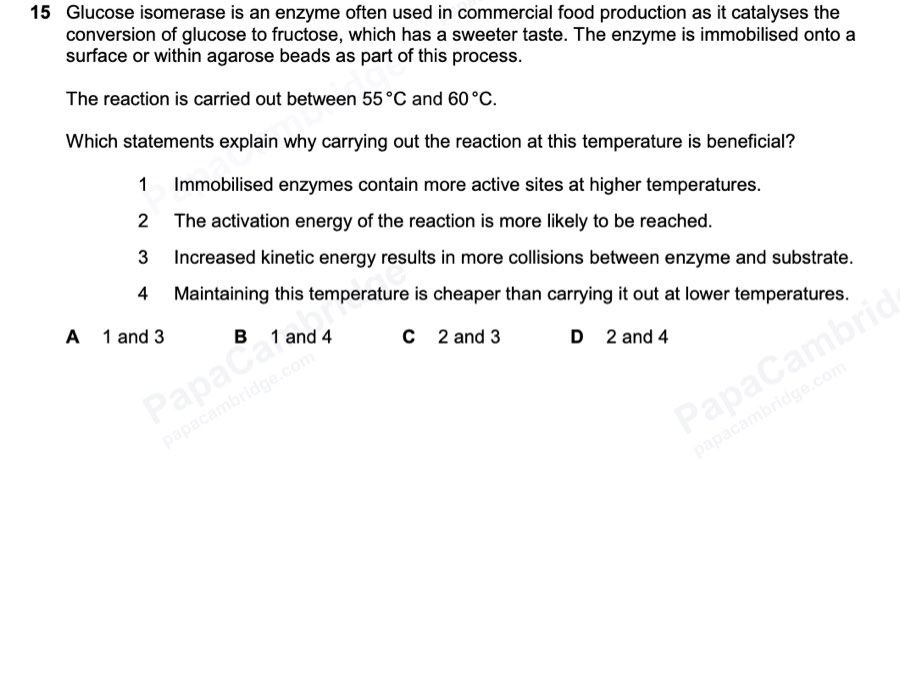 15 Glucose isomerase is an enzyme often used in commercial food production as it catalyses the
conversion of glucose to fructose, which has a sweeter taste. The enzyme is immobilised onto a
surface or within agarose beads as part of this process.
The reaction is carried out between 55 °C and 60 °C.
Which statements explain why carrying out the reaction at this temperature is beneficial?
1 Immobilised enzymes contain more active sites at higher temperatures.
2 The activation energy of the reaction is more likely to be reached.
3 Increased kinetic energy results in more collisions between enzyme and substrate.
4 Maintaining this temperature is cheaper than carrying it out at lower temperatures.
A 1 and 3 B 1 and 4 C 2 and 3 D 2 and 4
PapaCambridge
papacambridge.com
PapaCambridge
papacambridge.com